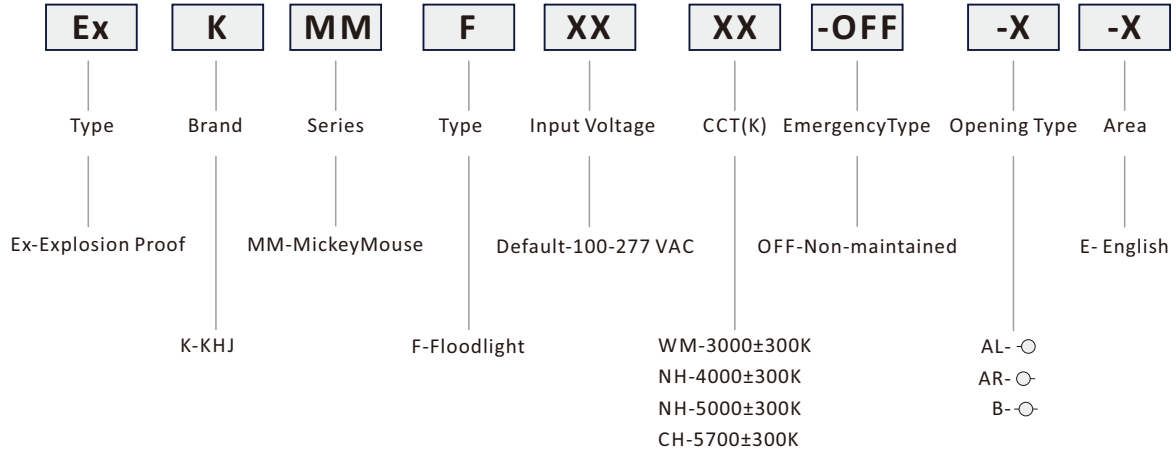 Ex K MM F XX XX -OFF -X -X
Type Brand Series Type Input Voltage CCT(K) EmergencyType Opening Type Area
Ex-Explosion Proof MM-MickeyMouse Default-100-277 VAC OFF-Non-maintained E- English
K-KHJ F-Floodlight WM-3000±300K AL-
NH-4000±300K AR-
NH-5000±300K B-
CH-5700±300K